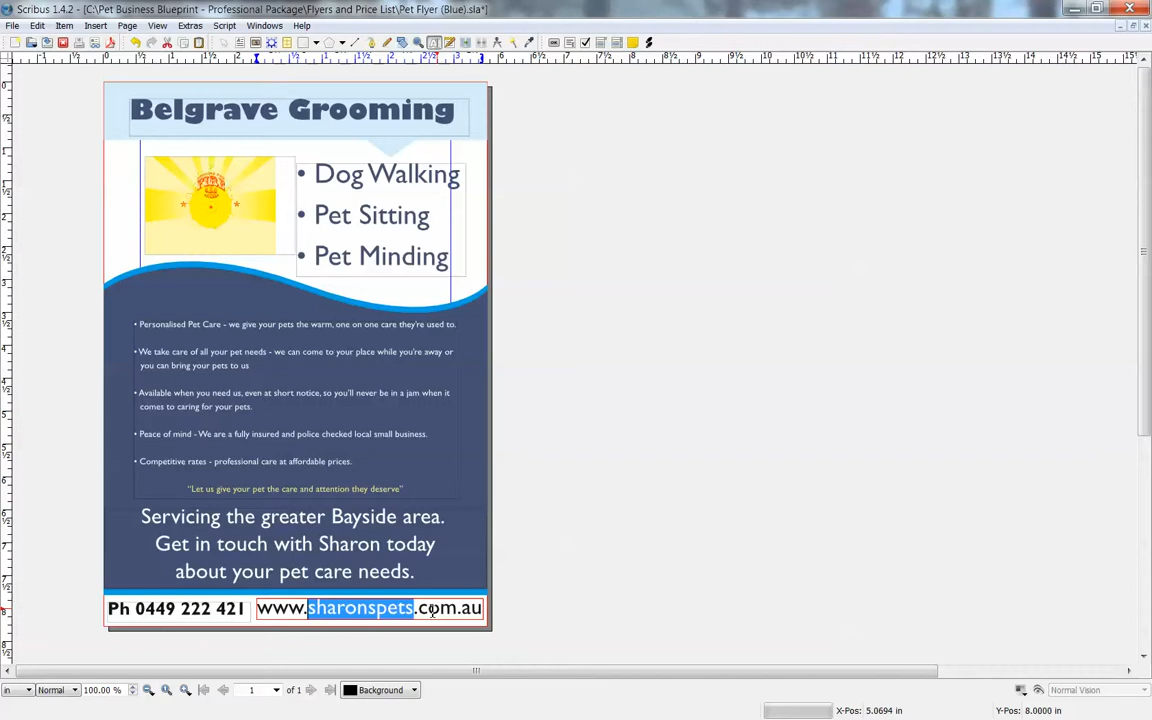 Scribus 1.4.2 - [C:\Pet Business Blueprint - Professional Package\Flyers and Price List\Pet Flyer (Blue).sla*]
File Edit Item Insert Page View Extras Script Windows Help
Belgrave Grooming
• Dog Walking
• Pet Sitting
• Pet Minding
• Personalised Pet Care - we give your pets the warm, one on one care they're used to.
• We take care of all your pet needs - we can come to your place while you're away or
you can bring your pets to us
• Available when you need us, even at short notice, so you'll never be in a jam when it
comes to caring for your pets.
• Peace of mind - We are a fully insured and police checked local small business.
• Competitive rates - professional care at affordable prices.
"Let us give your pet the care and attention they deserve"
Servicing the greater Bayside area.
Get in touch with Sharon today
about your pet care needs.
Ph 0449 222 421 www.sharonspets.com.au
in Normal 100.00 % 1 of 1 Background Normal Vision
X-Pos: 5.0694 in Y-Pos: 8.0000 in